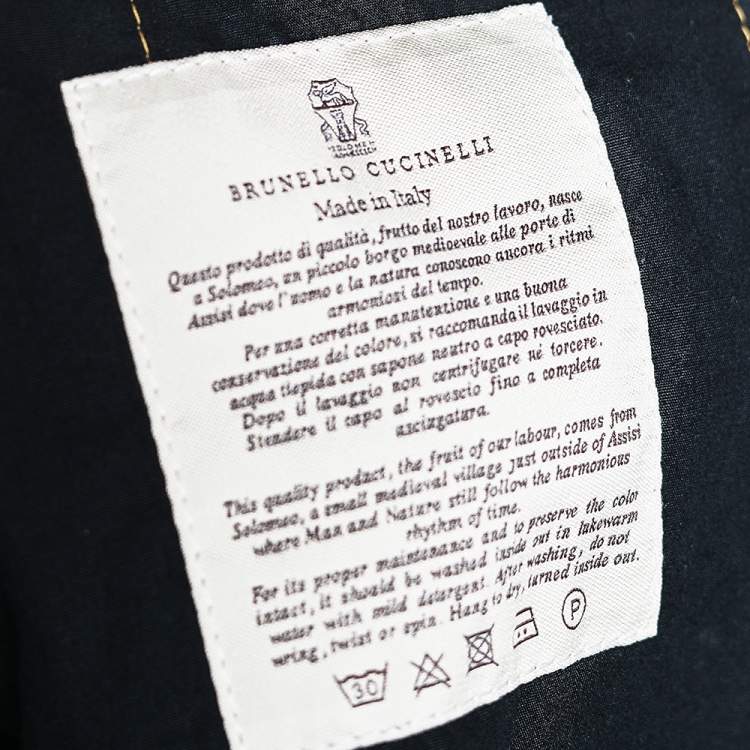 SOLOMEO
BRUNELLO CUCINELLI
Made in Italy
Questo prodotto di qualità, frutto del nostro lavoro, nasce
a Solomeo, un piccolo borgo medioevale alle porte di
Assisi dove l'uomo e la natura conoscono ancora i ritmi
armoniosi del tempo.
Per una corretta manutenzione e una buona
conservazione del colore, si raccomanda il lavaggio in
acqua tiepida con sapone neutro a capo rovesciato.
Dopo il lavaggio non centrifugare né torcere.
Stendere il capo al rovescio fino a completa
asciugatura.
This quality product, the fruit of our labour, comes from
Solomeo, a small medieval village just outside of Assisi
where Man and Nature still follow the harmonious
rhythm of time.
For its proper maintenance and to preserve the color
intact, it should be washed inside out in lukewarm
water with mild detergent. After washing, do not
wring, twist or spin. Hang to dry, turned inside out.
30 P